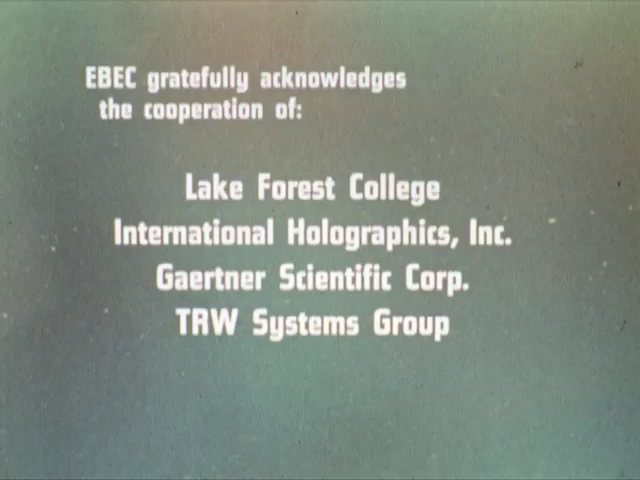 EBEC gratefully acknowledges
the cooperation of:
Lake Forest College
International Holographics, Inc.
Gaertner Scientific Corp.
TRW Systems Group